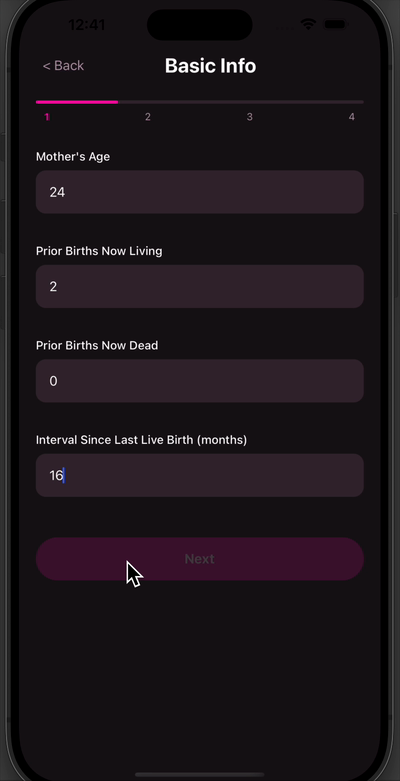 12:41
< Back
Basic Info
1 2 3 4
Mother's Age
24
Prior Births Now Living
2
Prior Births Now Dead
0
Interval Since Last Live Birth (months)
16
Next